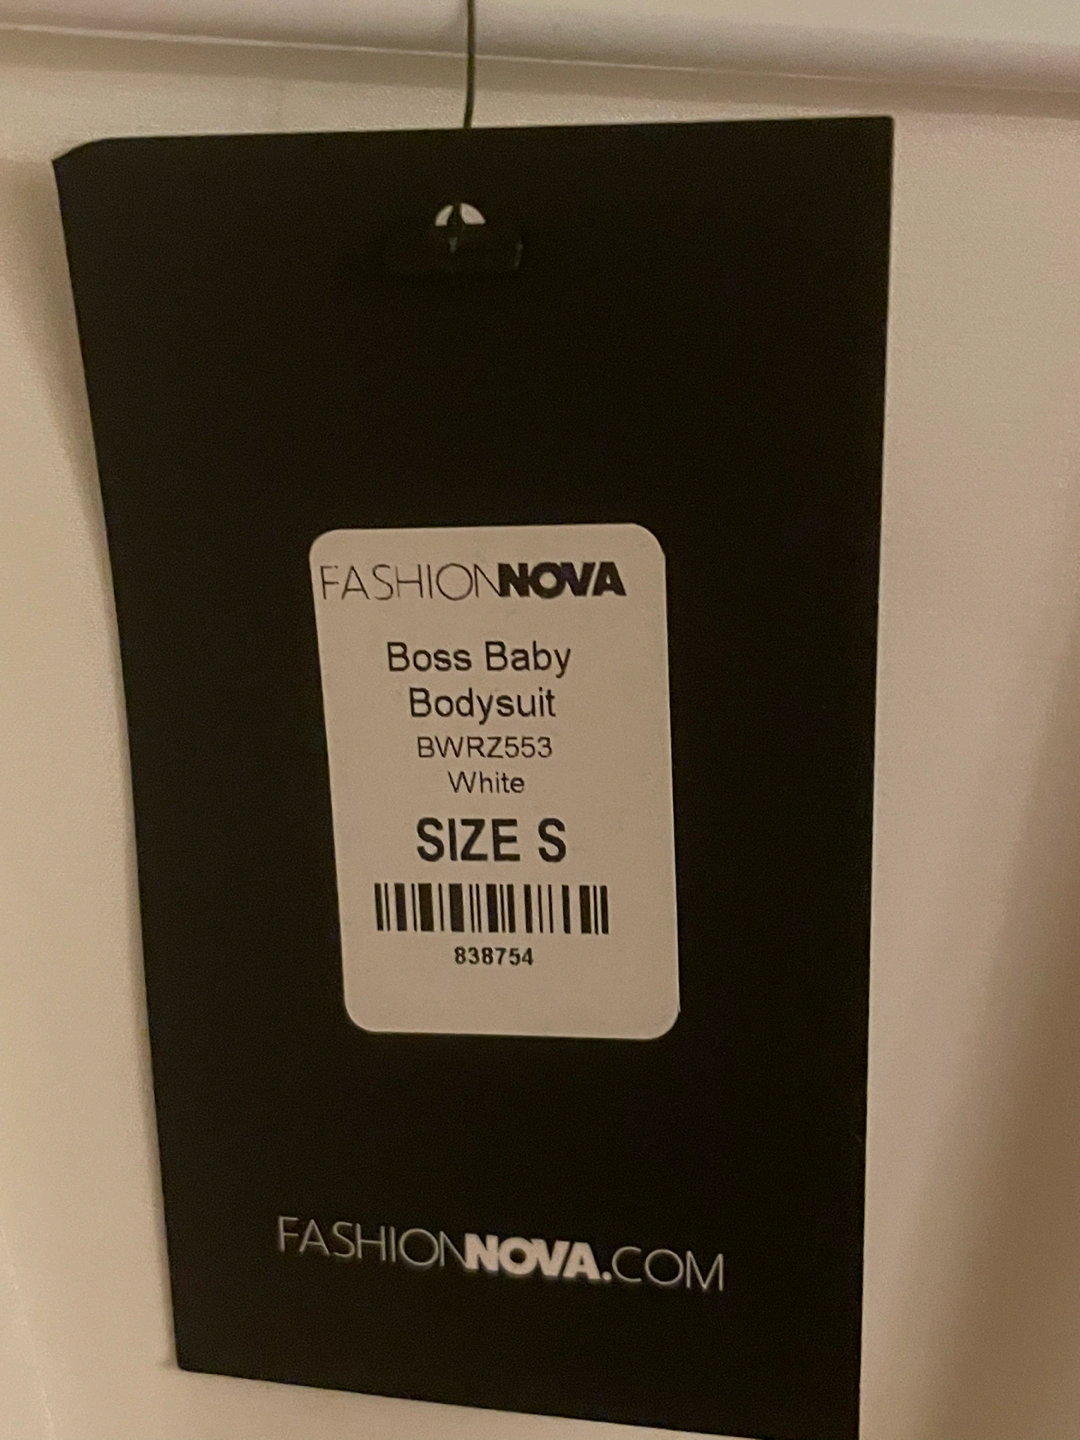 FASHIONNOVA
Boss Baby
Bodysuit
BWRZ553
White
SIZE S
838754
FASHIONNOVA.COM